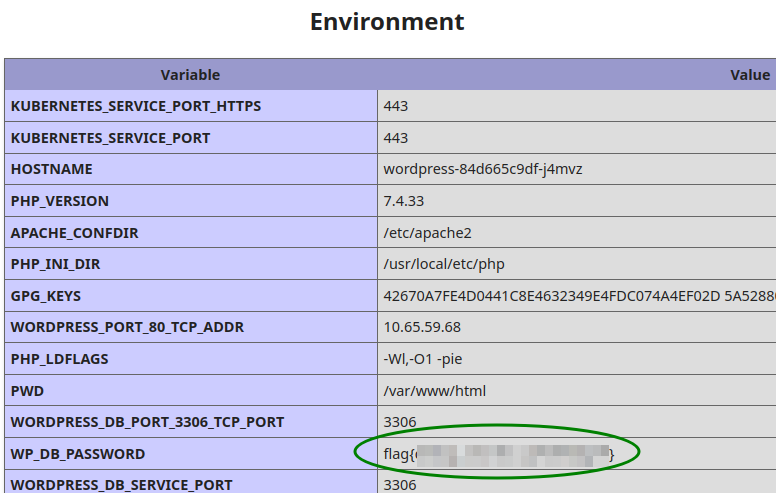 Environment
Variable Value
KUBERNETES_SERVICE_PORT_HTTPS 443
KUBERNETES_SERVICE_PORT 443
HOSTNAME wordpress-84d665c9df-j4mvz
PHP_VERSION 7.4.33
APACHE_CONFDIR /etc/apache2
PHP_INI_DIR /usr/local/etc/php
GPG_KEYS 42670A7FE4D0441C8E4632349E4FDC074A4EF02D 5A5288
WORDPRESS_PORT_80_TCP_ADDR 10.65.59.68
PHP_LDFLAGS -Wl,-O1 -pie
PWD /var/www/html
WORDPRESS_DB_PORT_3306_TCP_PORT 3306
WP_DB_PASSWORD flag{ }
WORDPRESS_DB_SERVICE_PORT 3306